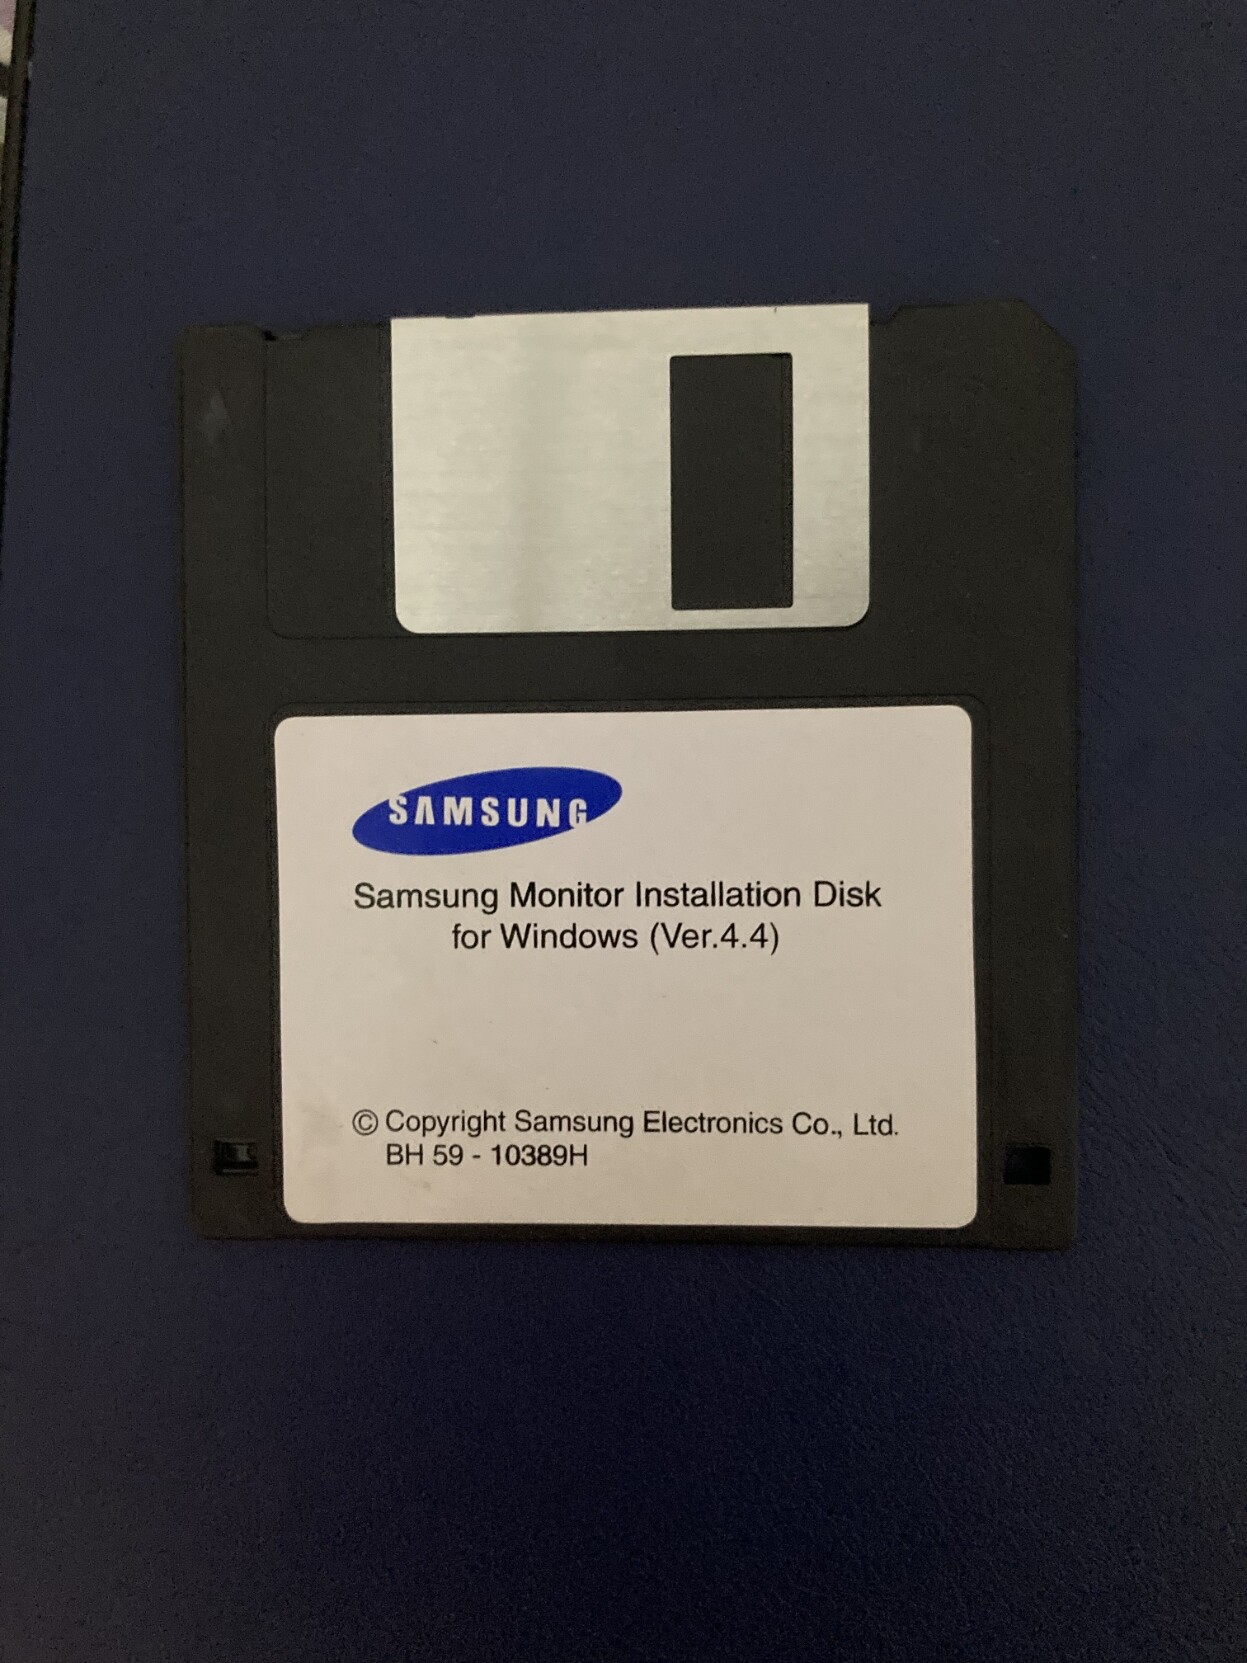 SAMSUNG
Samsung Monitor Installation Disk
for Windows (Ver.4.4)
© Copyright Samsung Electronics Co., Ltd.
BH 59 - 10389H